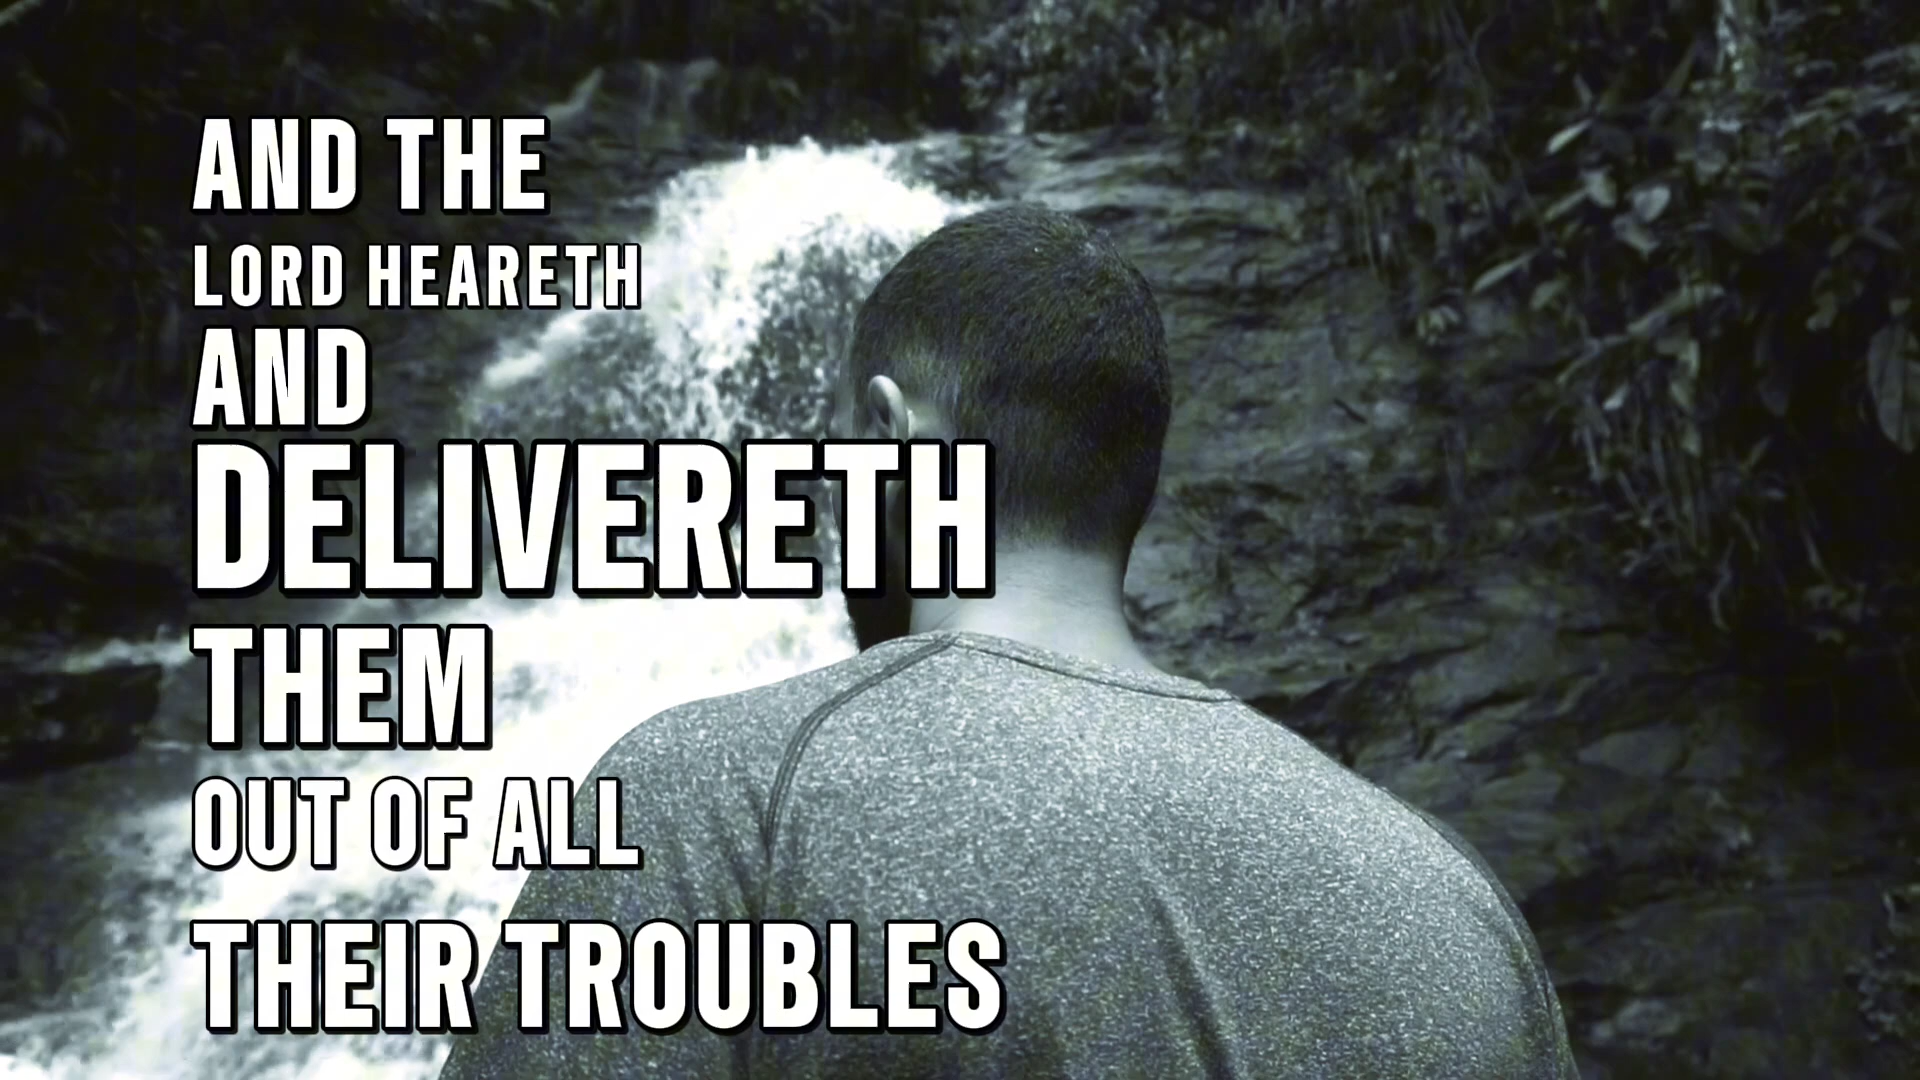 AND THE
LORD HEARETH
AND
DELIVERETH
THEM
OUT OF ALL
THEIR TROUBLES